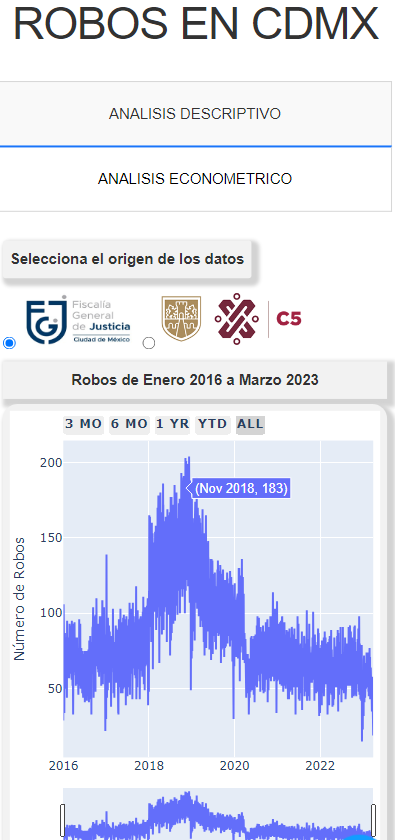 ROBOS EN CDMX
ANALISIS DESCRIPTIVO
ANALISIS ECONOMETRICO
Selecciona el origen de los datos
FGJ
Fiscalía
General
de Justicia
Ciudad de México
C5
Robos de Enero 2016 a Marzo 2023
3 MO 6 MO 1 YR YTD ALL
200
(Nov 2018, 183)
150
100
50
Número de Robos
2016 2018 2020 2022